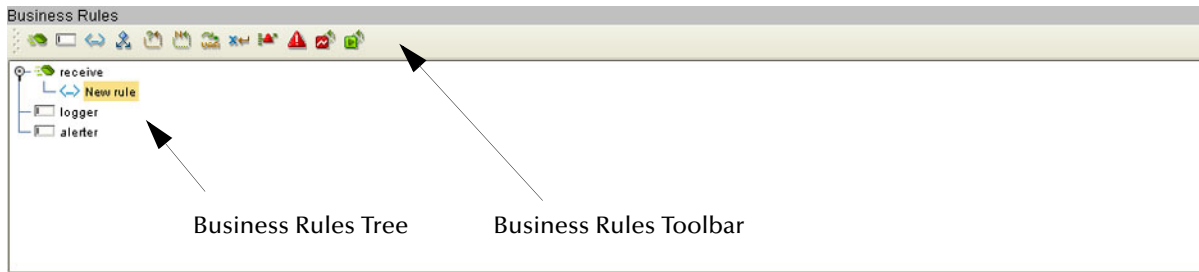 Business Rules
receive
New rule
logger
alerter
Business Rules Tree
Business Rules Toolbar